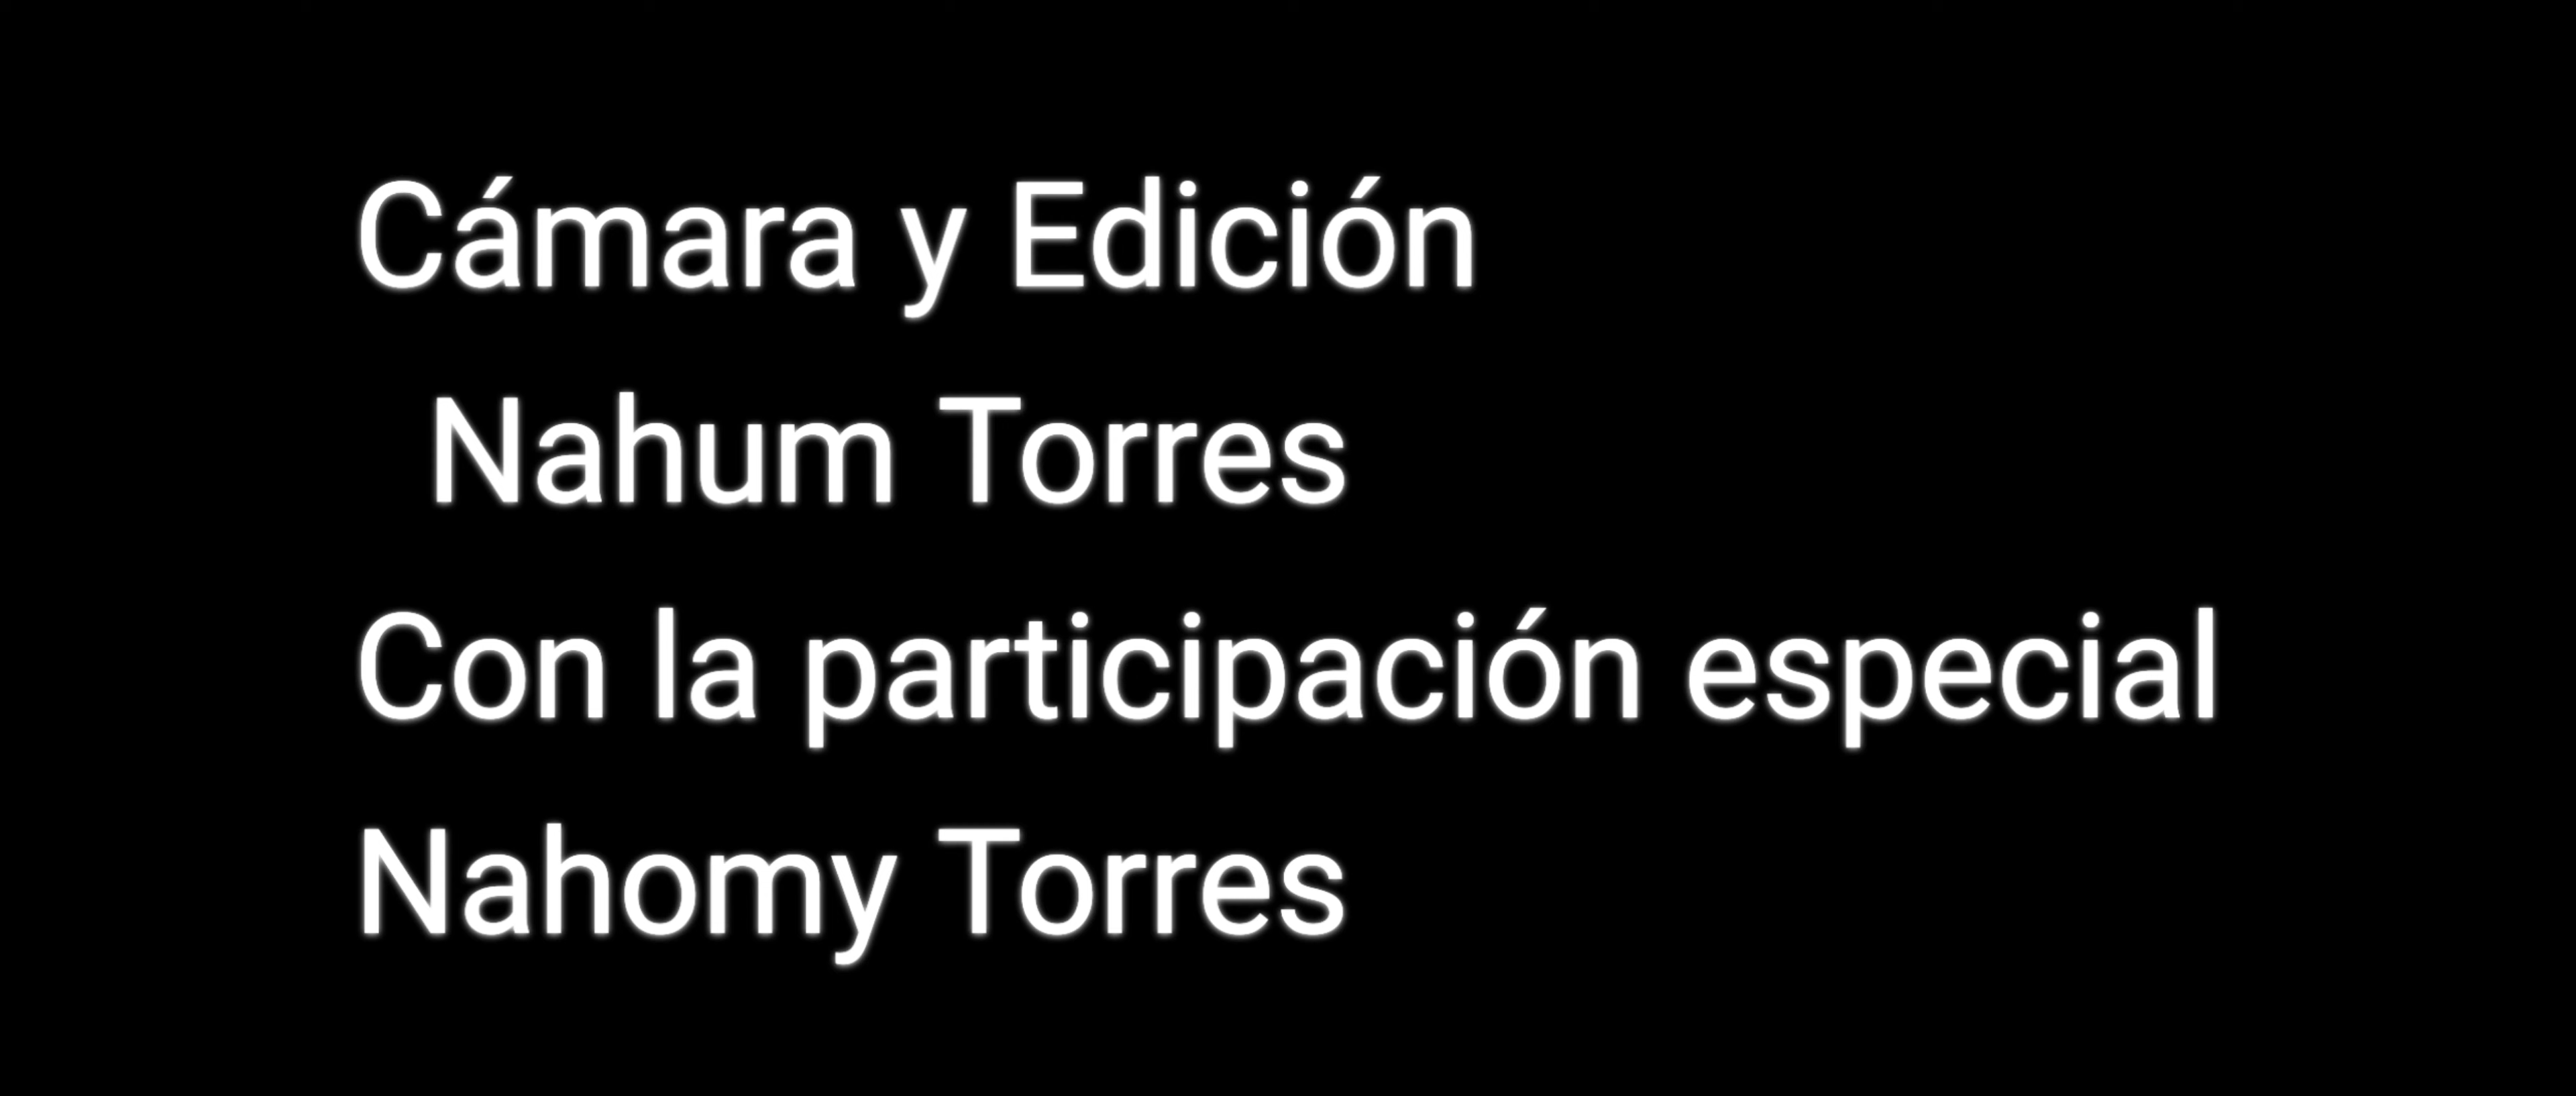 Cámara y Edición
Nahum Torres
Con la participación especial
Nahomy Torres